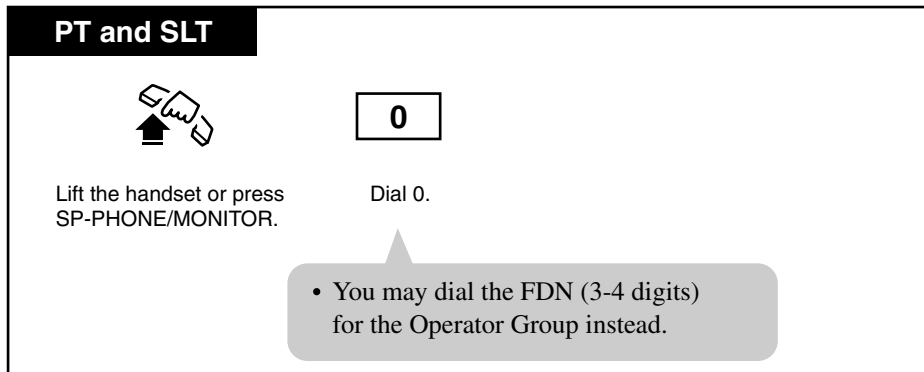 PT and SLT
0
Lift the handset or press
SP-PHONE/MONITOR.
Dial 0.
• You may dial the FDN (3-4 digits)
for the Operator Group instead.